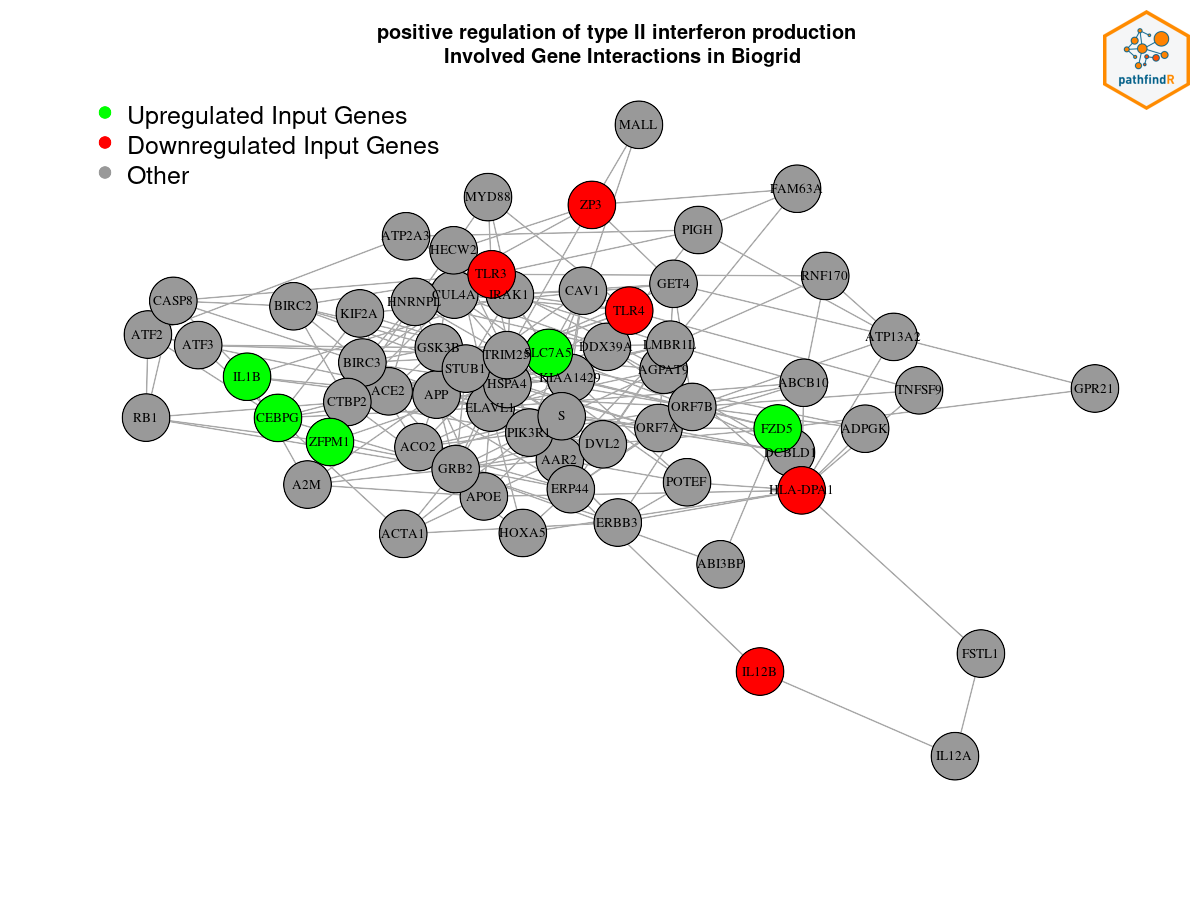 positive regulation of type II interferon production
Involved Gene Interactions in Biogrid
pathfindR
Upregulated Input Genes
Downregulated Input Genes
Other
MALL
FAM63A
MYD88
ZP3
PIGH
ATP2A3
HECW2
TLR3
RNF170
GET4
CAV1
IRAK1
CUL4A
HNRNPL
CASP8
BIRC2
KIF2A
TLR4
ATF2
ATF3
ATP13A2
GSK3B
TRIM25
SLC7A5
DDX39A
LMBR1L
BIRC3
STUB1
HSPA4
KIAA1429
AGPAT9
IL1B
ACE2
APP
ABCB10
TNFSF9
GPR21
CTBP2
ELAVL1
S
ORF7B
RB1
CEBPG
PIK3R1
ORF7A
FZD5
ADPGK
ZFPM1
ACO2
DVL2
DCBLD1
AAR2
GRB2
A2M
APOE
ERP44
POTEF
HLA-DPA1
ACTA1
HOXA5
ERBB3
ABI3BP
FSTL1
IL12B
IL12A